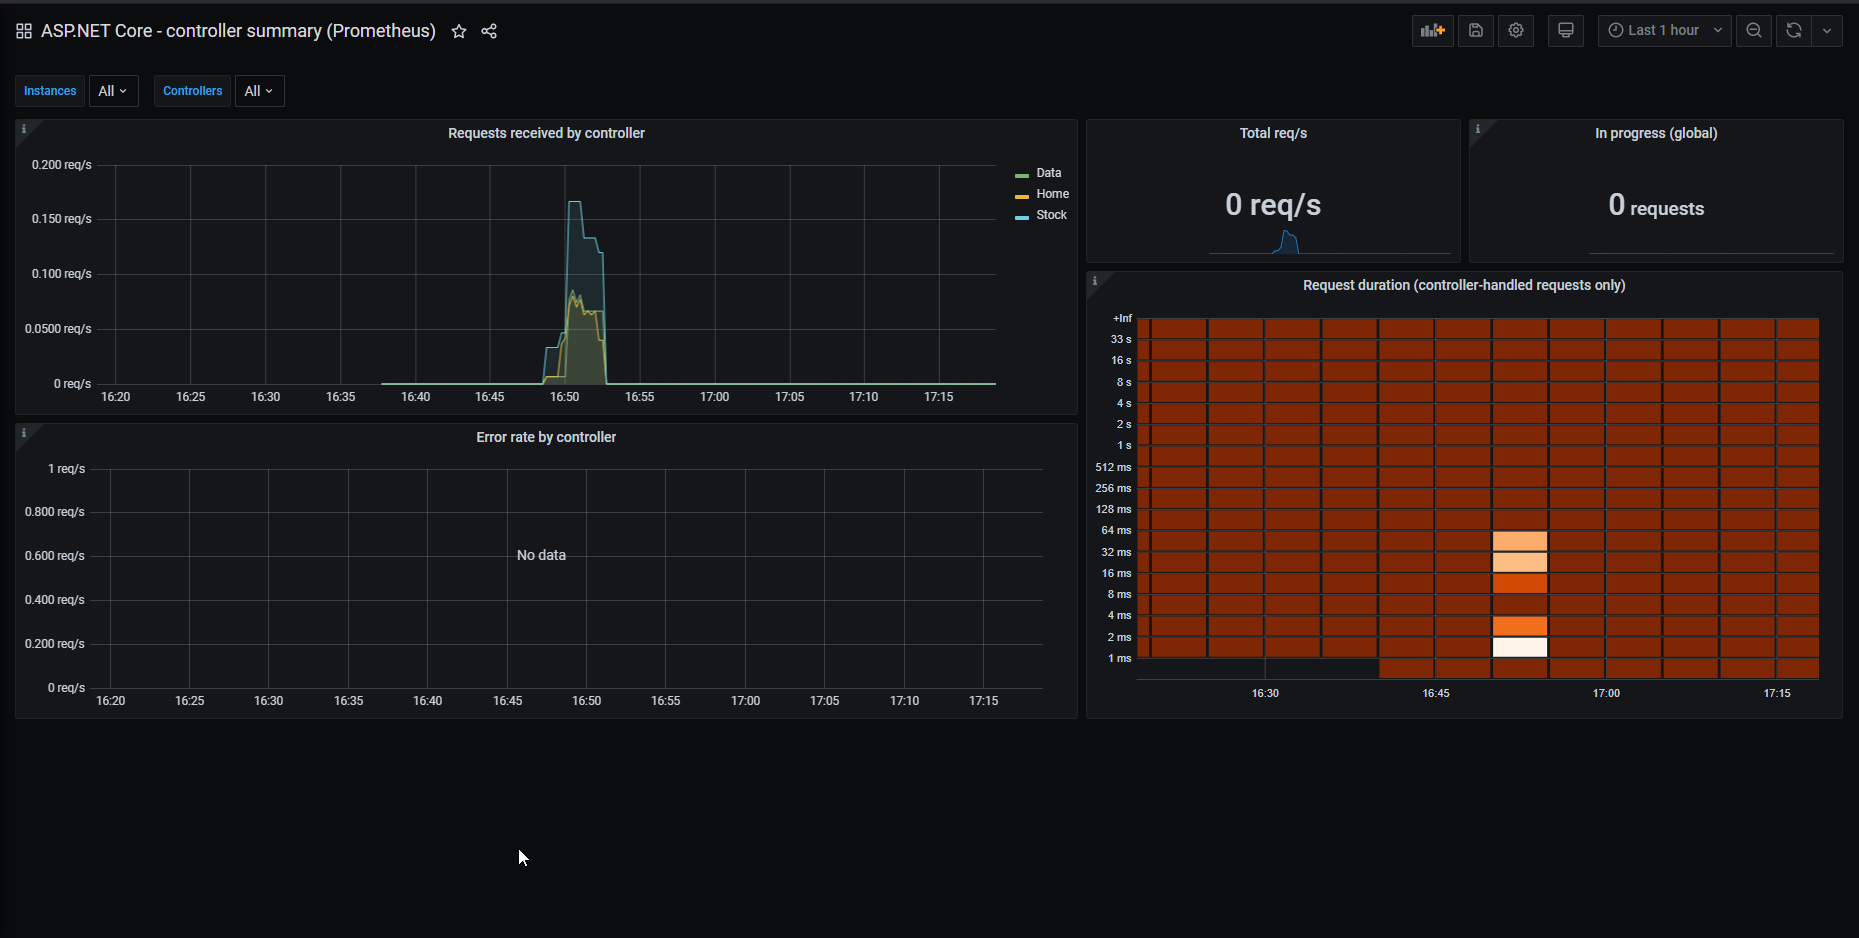 ASP.NET Core - controller summary (Prometheus)
Last 1 hour
Instances
All
Controllers
All
Requests received by controller
0.200 req/s
0.150 req/s
0.100 req/s
0.0500 req/s
0 req/s
16:20 16:25 16:30 16:35 16:40 16:45 16:50 16:55 17:00 17:05 17:10 17:15
Data
Home
Stock
Total req/s
0 req/s
In progress (global)
0 requests
Error rate by controller
1 req/s
0.800 req/s
0.600 req/s
0.400 req/s
0.200 req/s
0 req/s
No data
16:20 16:25 16:30 16:35 16:40 16:45 16:50 16:55 17:00 17:05 17:10 17:15
Request duration (controller-handled requests only)
+Inf
33 s
16 s
8 s
4 s
2 s
1 s
512 ms
256 ms
128 ms
64 ms
32 ms
16 ms
8 ms
4 ms
2 ms
1 ms
16:30 16:45 17:00 17:15